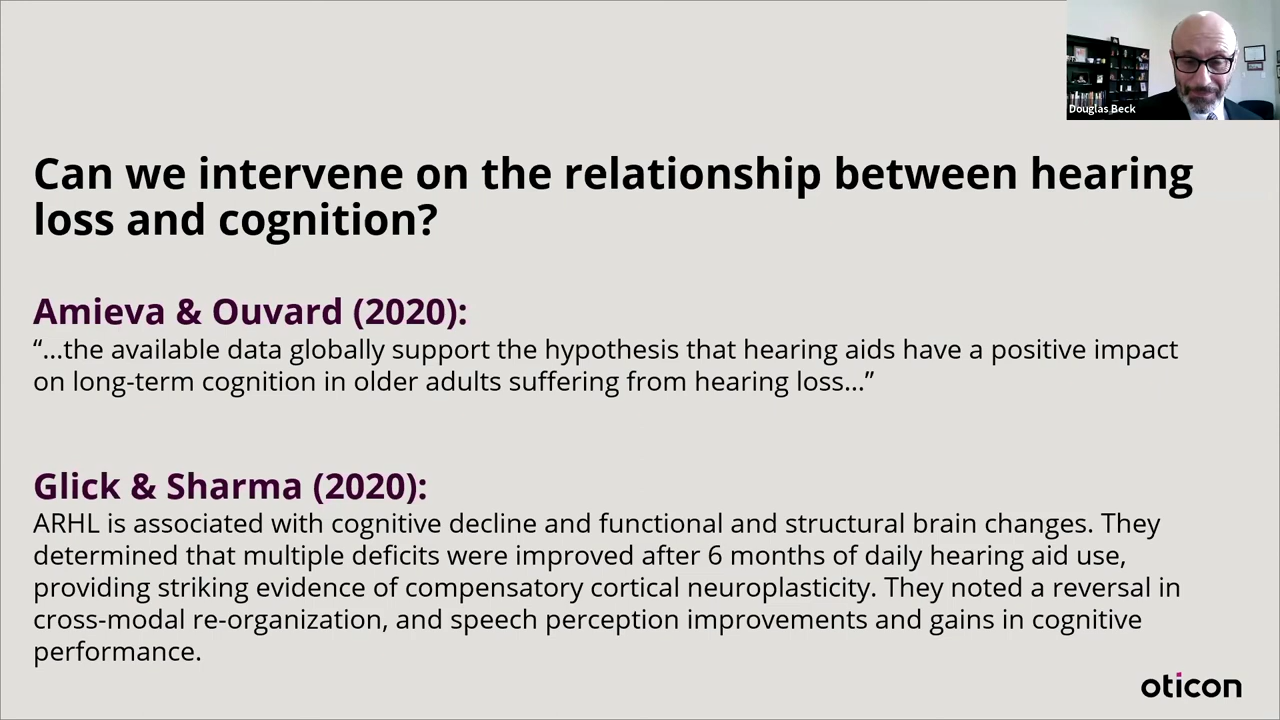 Douglas Beck
Can we intervene on the relationship between hearing
loss and cognition?
Amieva & Ouvard (2020):
“...the available data globally support the hypothesis that hearing aids have a positive impact
on long-term cognition in older adults suffering from hearing loss...”
Glick & Sharma (2020):
ARHL is associated with cognitive decline and functional and structural brain changes. They
determined that multiple deficits were improved after 6 months of daily hearing aid use,
providing striking evidence of compensatory cortical neuroplasticity. They noted a reversal in
cross-modal re-organization, and speech perception improvements and gains in cognitive
performance.
oticon